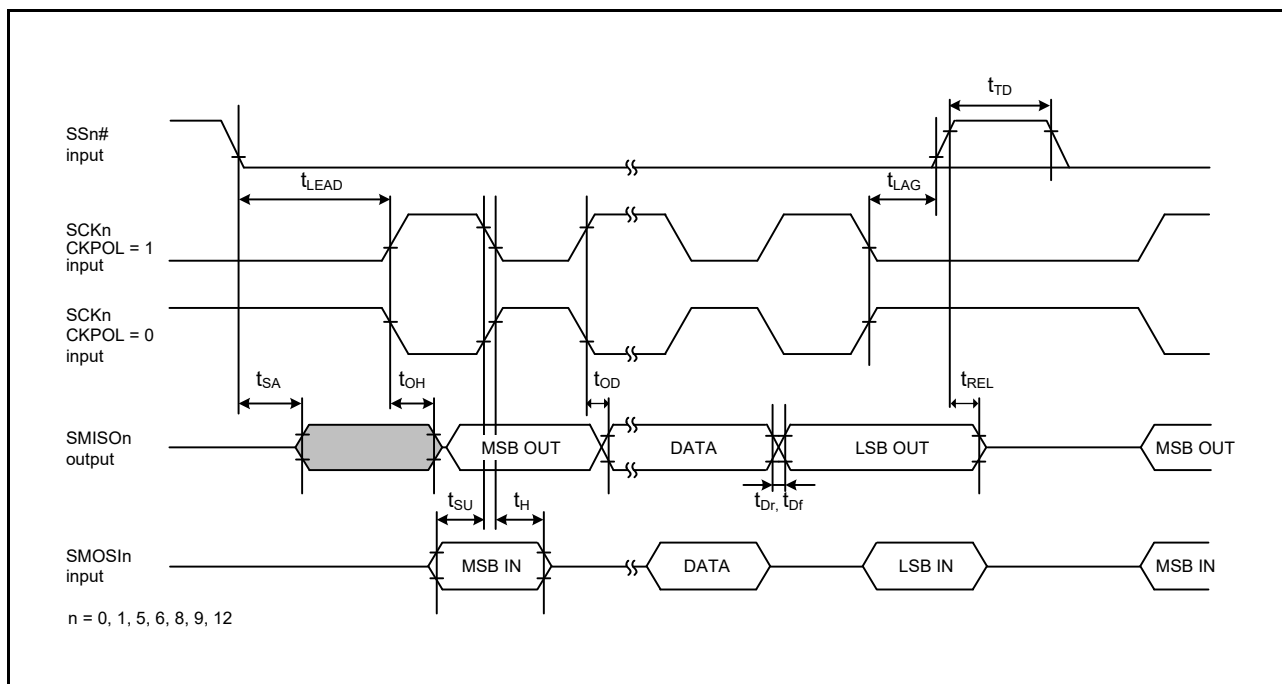 tTD
SSn#
input
tLEAD
tLAG
SCKn
CKPOL = 1
input
SCKn
CKPOL = 0
input
tSA
tOH
tOD
tREL
SMISOn
output
MSB OUT
DATA
LSB OUT
MSB OUT
tSU
tH
tDr, tDf
SMOSIn
input
MSB IN
DATA
LSB IN
MSB IN
n = 0, 1, 5, 6, 8, 9, 12